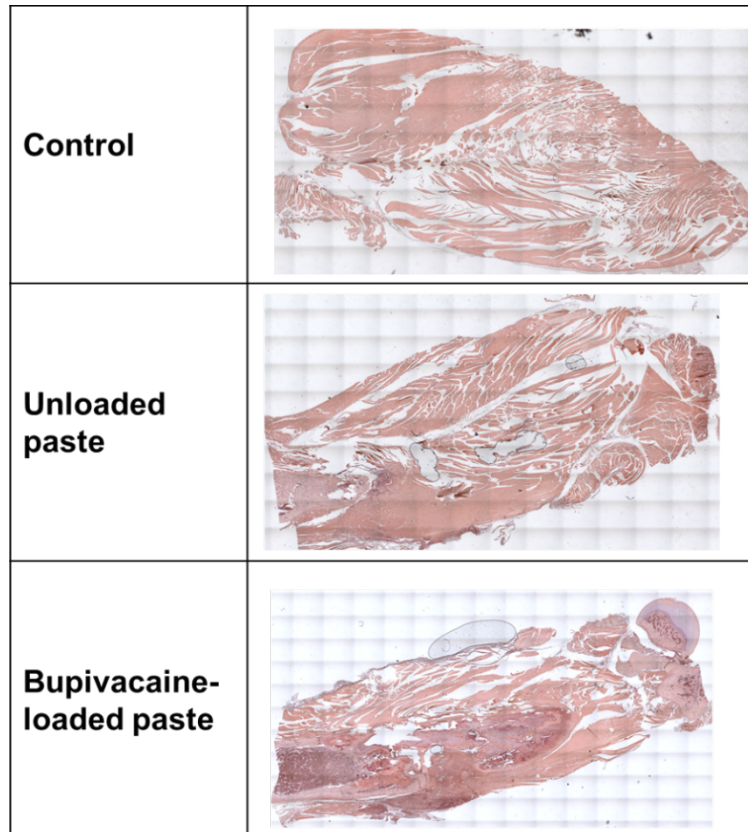 Control
Unloaded
paste
Bupivacaine-
loaded paste